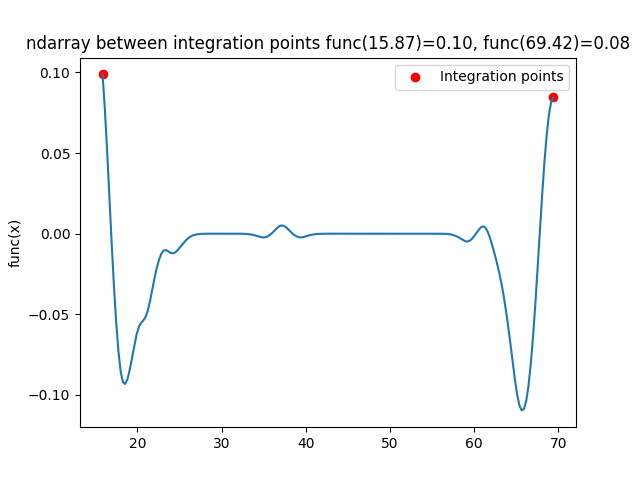 ndarray between integration points func(15.87)=0.10, func(69.42)=0.08
Integration points
func(x)
0.10
0.05
0.00
−0.05
−0.10
20 30 40 50 60 70